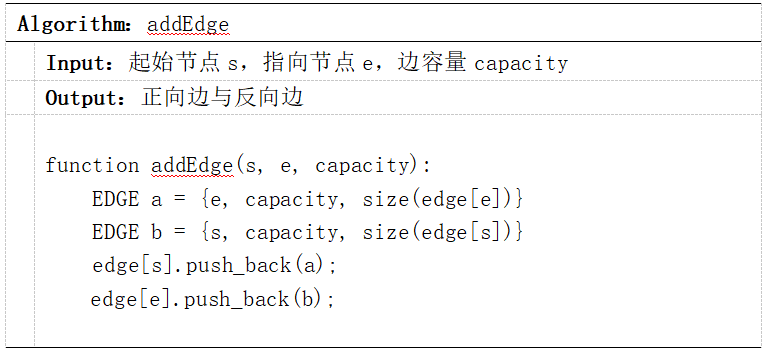 Algorithm: addEdge
Input: 起始节点 s，指向节点 e，边容量 capacity
Output: 正向边与反向边
function addEdge(s, e, capacity):
EDGE a = {e, capacity, size(edge[e])}
EDGE b = {s, capacity, size(edge[s])}
edge[s].push_back(a);
edge[e].push_back(b);